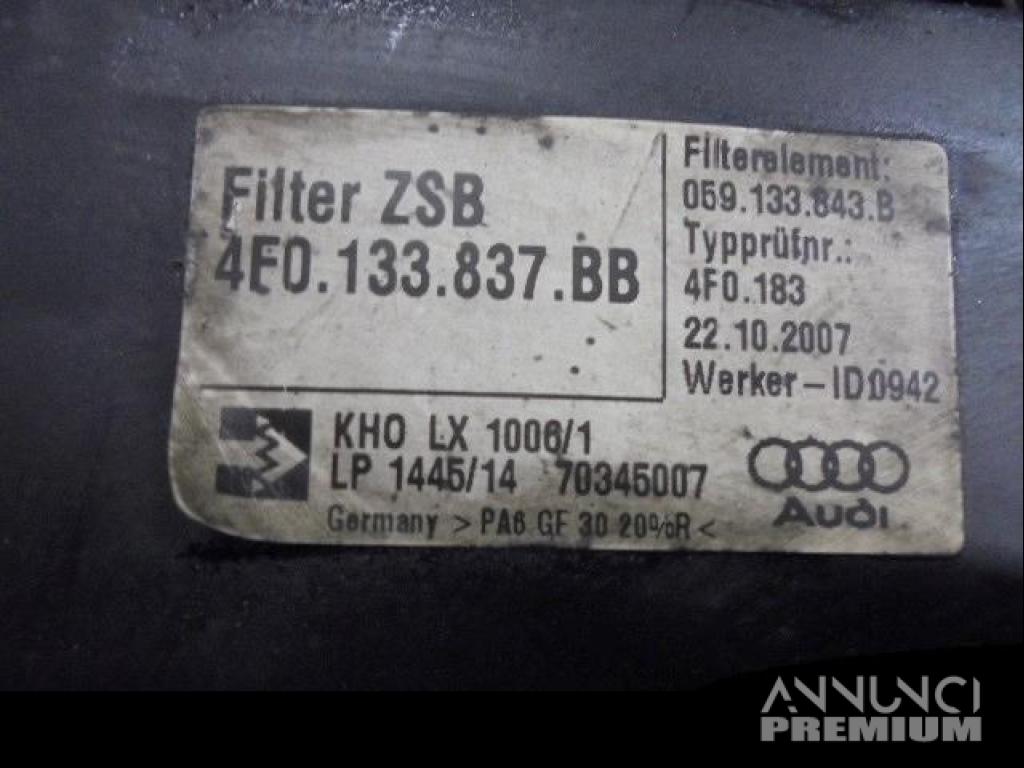 Filter ZSB
4F0.133.837.BB
Filterelement:
059.133.843.B
Typprüfnr.:
4F0.183
22.10.2007
Werker-ID0942
KHO LX 1006/1
LP 1445/14 70345007
Germany >PA6 GF 30 20%R<
Audi
ANNUNCI
PREMIUM